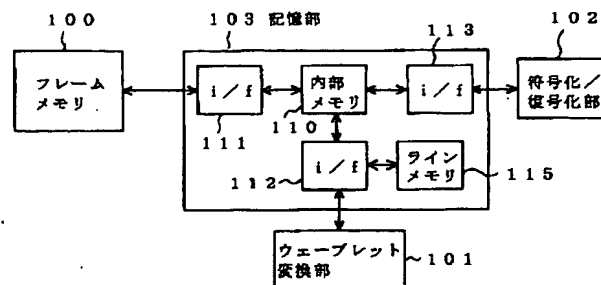 100
フレーム
メモリ
103 記憶部
i/f
111
内部
メモリ
110
113
i/f
102
符号化/
復号化部
112
i/f
ライン
メモリ
115
ウェーブレット
変換部
101